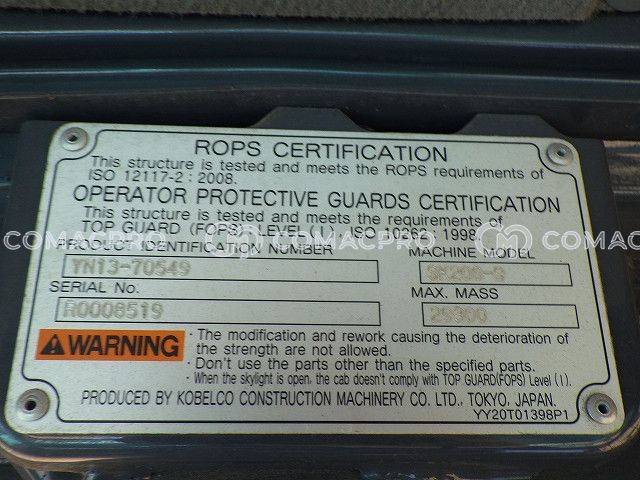 ROPS CERTIFICATION
This structure is tested and meets the ROPS requirements of
ISO 12117-2 : 2008.
OPERATOR PROTECTIVE GUARDS CERTIFICATION
This structure is tested and meets the requirements of
TOP GUARD (FOPS) LEVEL (I), ISO 10262 : 1998.
COMACPRO COMACPRO COMAC
PRODUCT IDENTIFICATION NUMBER MACHINE MODEL
YN13-70549
SERIAL No. MAX. MASS
R0008519
WARNING
· The modification and rework causing the deterioration of
the strength are not allowed.
· Don't use the parts other than the specified parts.
· When the skylight is open, the cab doesn't comply with TOP GUARD(FOPS) Level (I).
PRODUCED BY KOBELCO CONSTRUCTION MACHINERY CO. LTD., TOKYO, JAPAN.
YY20T01398P1